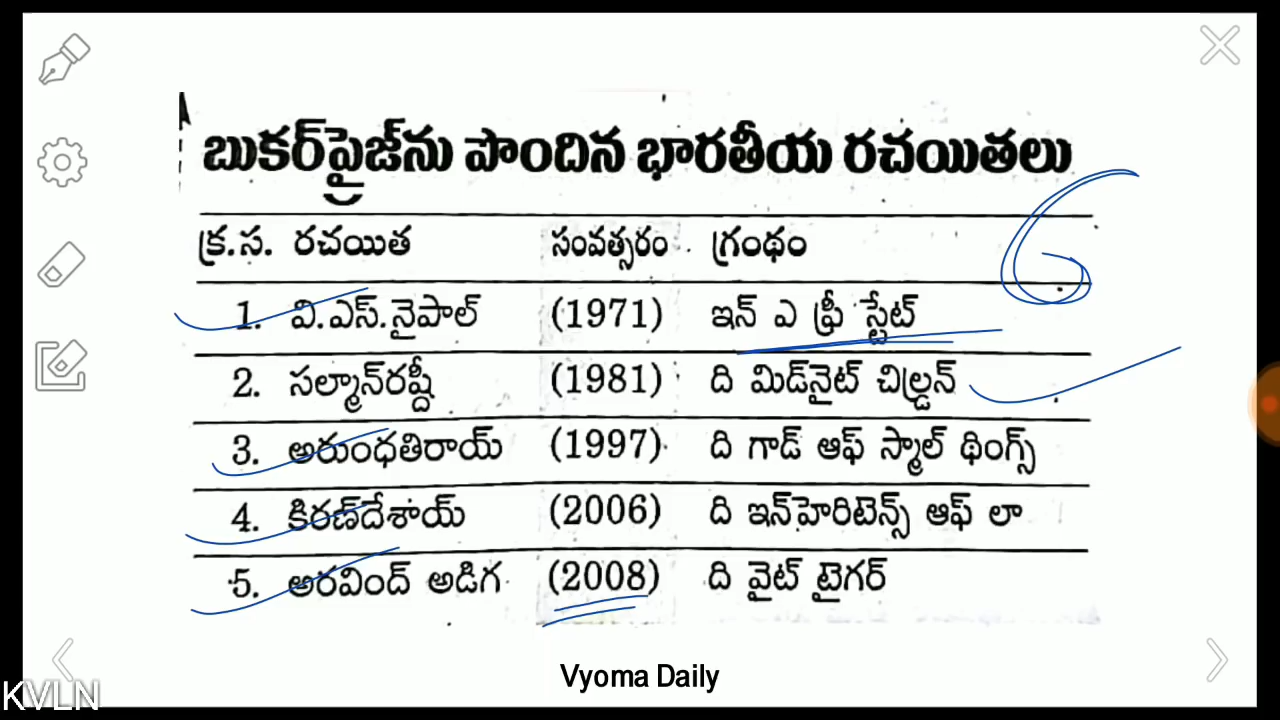 బుకర్‌ప్రైజ్‌ను పొందిన భారతీయ రచయితలు
క్ర.స. రచయిత సంవత్సరం గ్రంథం
1. వి.ఎస్.నైపాల్ (1971) ఇన్ ఎ ఫ్రీ స్టేట్
2. సల్మాన్‌రష్దీ (1981) ది మిడ్‌నైట్ చిల్డ్రన్
3. అరుంధతిరాయ్ (1997) ది గాడ్ ఆఫ్ స్మాల్ థింగ్స్
4. కిరణ్‌దేశాయ్ (2006) ది ఇన్‌హెరిటెన్స్ ఆఫ్ లా
5. అరవింద్ అడిగ (2008) ది వైట్ టైగర్
6
Vyoma Daily
KVLN